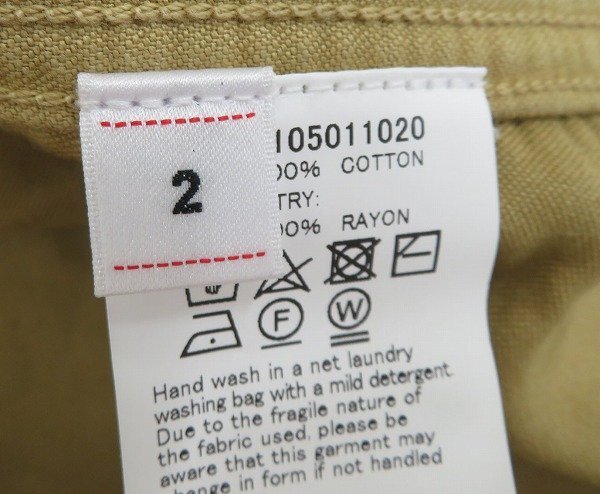 2
105011020
00% COTTON
TRY:
00% RAYON
F
W
Hand wash in a net laundry
washing bag with a mild detergent.
Due to the fragile nature of
the fabric used, please be
aware that this garment may
change in form if not handled